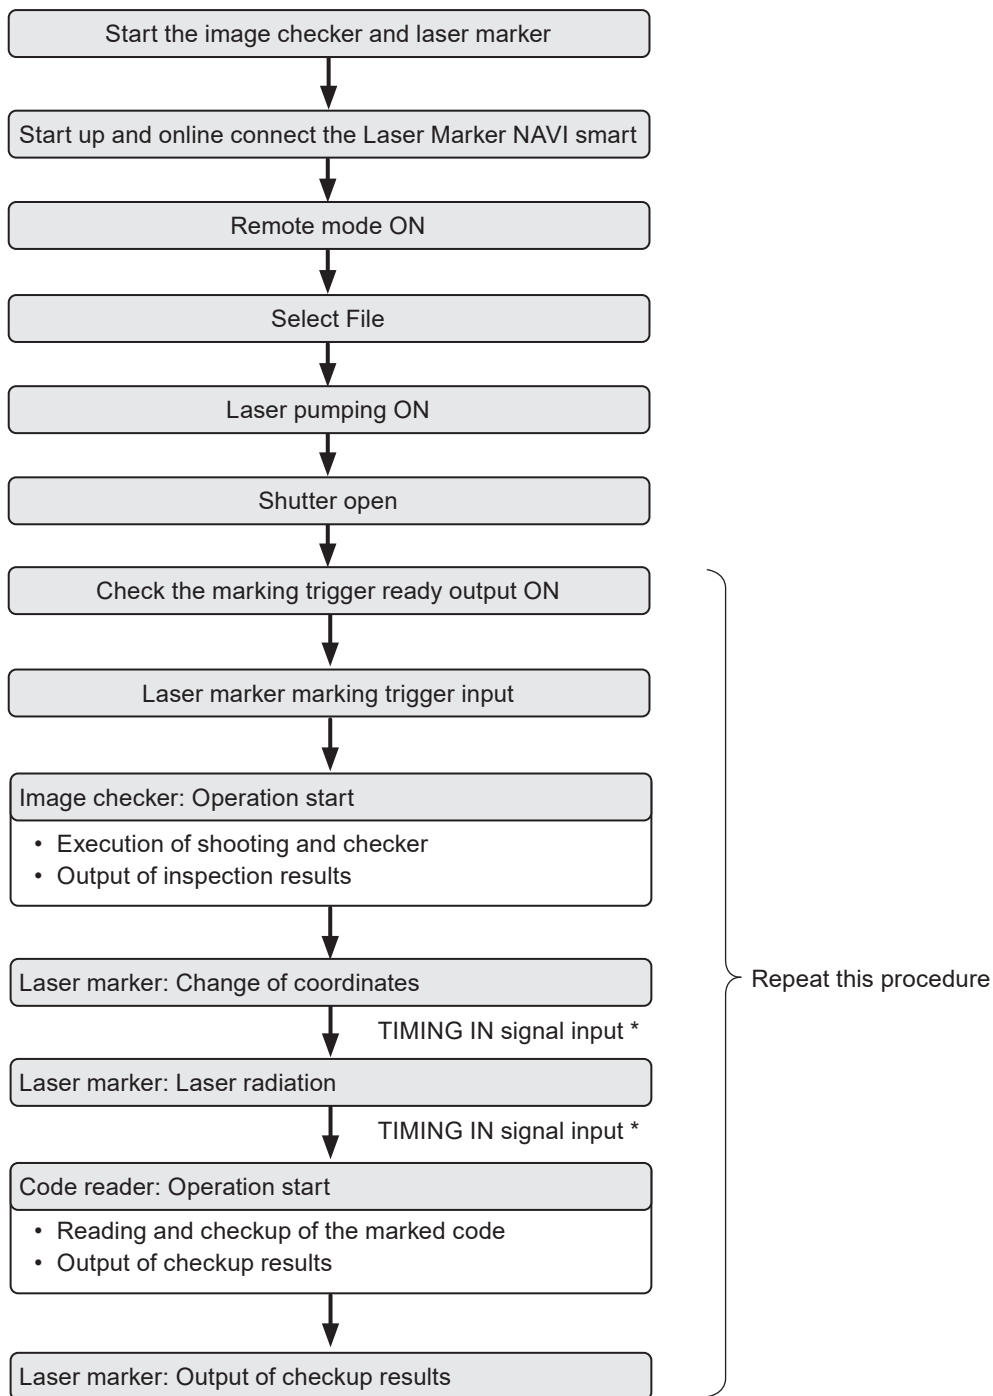 Start the image checker and laser marker
Start up and online connect the Laser Marker NAVI smart
Remote mode ON
Select File
Laser pumping ON
Shutter open
Check the marking trigger ready output ON
Laser marker marking trigger input
Image checker: Operation start
• Execution of shooting and checker
• Output of inspection results
Laser marker: Change of coordinates
Repeat this procedure
TIMING IN signal input *
Laser marker: Laser radiation
TIMING IN signal input *
Code reader: Operation start
• Reading and checkup of the marked code
• Output of checkup results
Laser marker: Output of checkup results